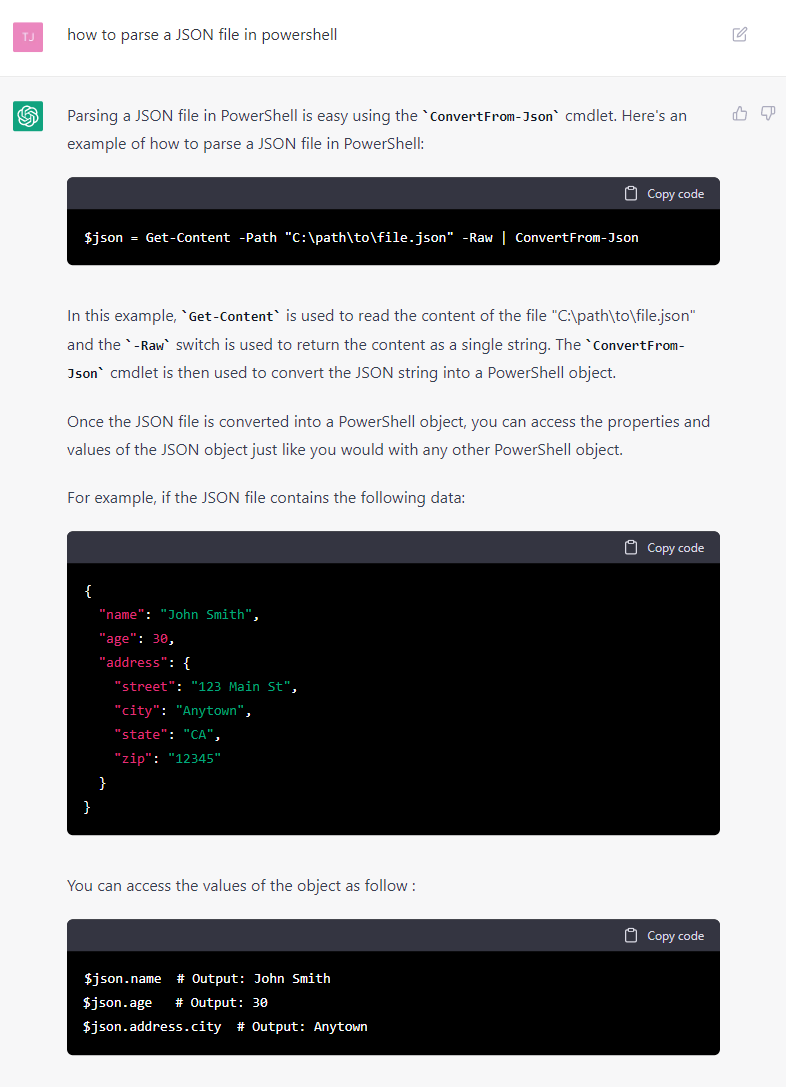 TJ
how to parse a JSON file in powershell
Parsing a JSON file in PowerShell is easy using the `ConvertFrom-Json` cmdlet. Here's an
example of how to parse a JSON file in PowerShell:
Copy code
$json = Get-Content -Path "C:\path\to\file.json" -Raw | ConvertFrom-Json
In this example, `Get-Content` is used to read the content of the file "C:\path\to\file.json"
and the `-Raw` switch is used to return the content as a single string. The `ConvertFrom-
Json` cmdlet is then used to convert the JSON string into a PowerShell object.
Once the JSON file is converted into a PowerShell object, you can access the properties and
values of the JSON object just like you would with any other PowerShell object.
For example, if the JSON file contains the following data:
Copy code
{
  "name": "John Smith",
  "age": 30,
  "address": {
    "street": "123 Main St",
    "city": "Anytown",
    "state": "CA",
    "zip": "12345"
  }
}
You can access the values of the object as follow :
Copy code
$json.name  # Output: John Smith
$json.age   # Output: 30
$json.address.city  # Output: Anytown